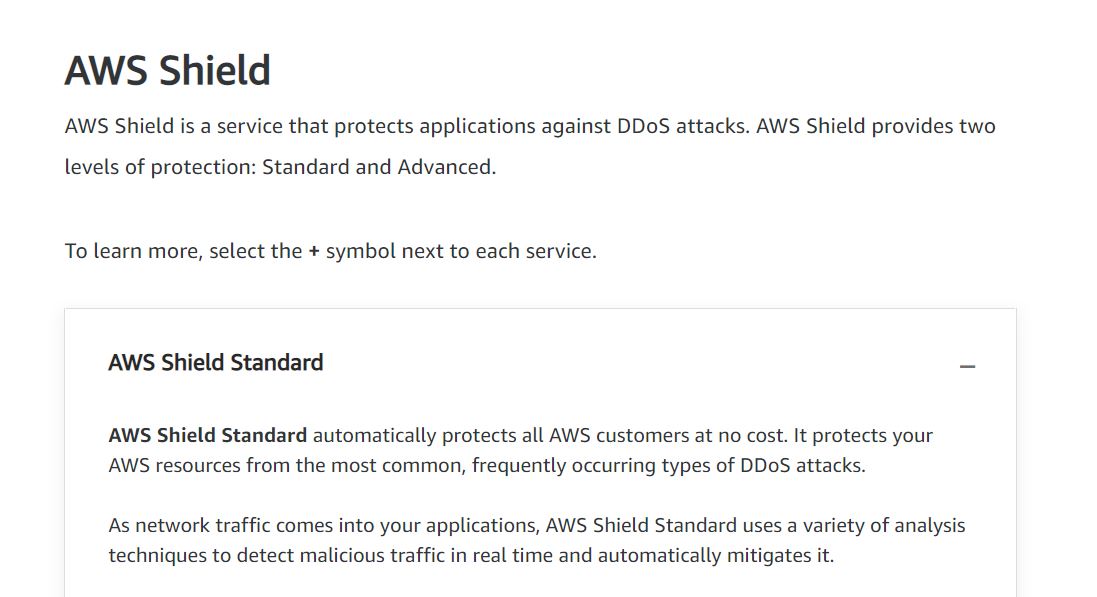 AWS Shield
AWS Shield is a service that protects applications against DDoS attacks. AWS Shield provides two
levels of protection: Standard and Advanced.
To learn more, select the + symbol next to each service.
AWS Shield Standard
AWS Shield Standard automatically protects all AWS customers at no cost. It protects your
AWS resources from the most common, frequently occurring types of DDoS attacks.
As network traffic comes into your applications, AWS Shield Standard uses a variety of analysis
techniques to detect malicious traffic in real time and automatically mitigates it.